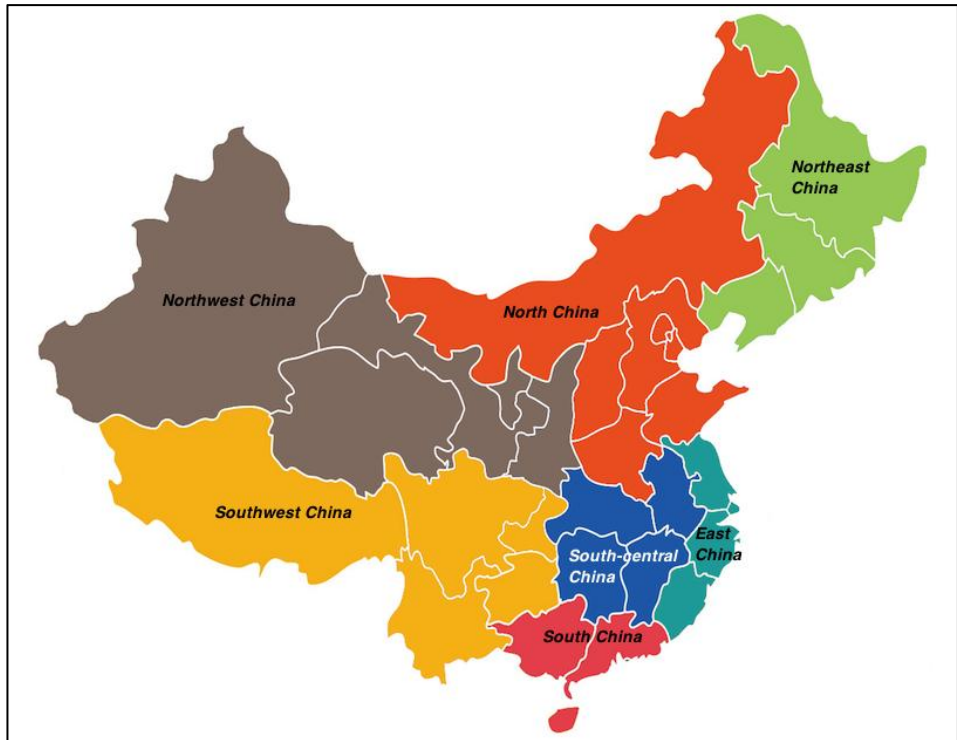 Northeast
China
Northwest China
North China
Southwest China
East
China
South-central
China
South China